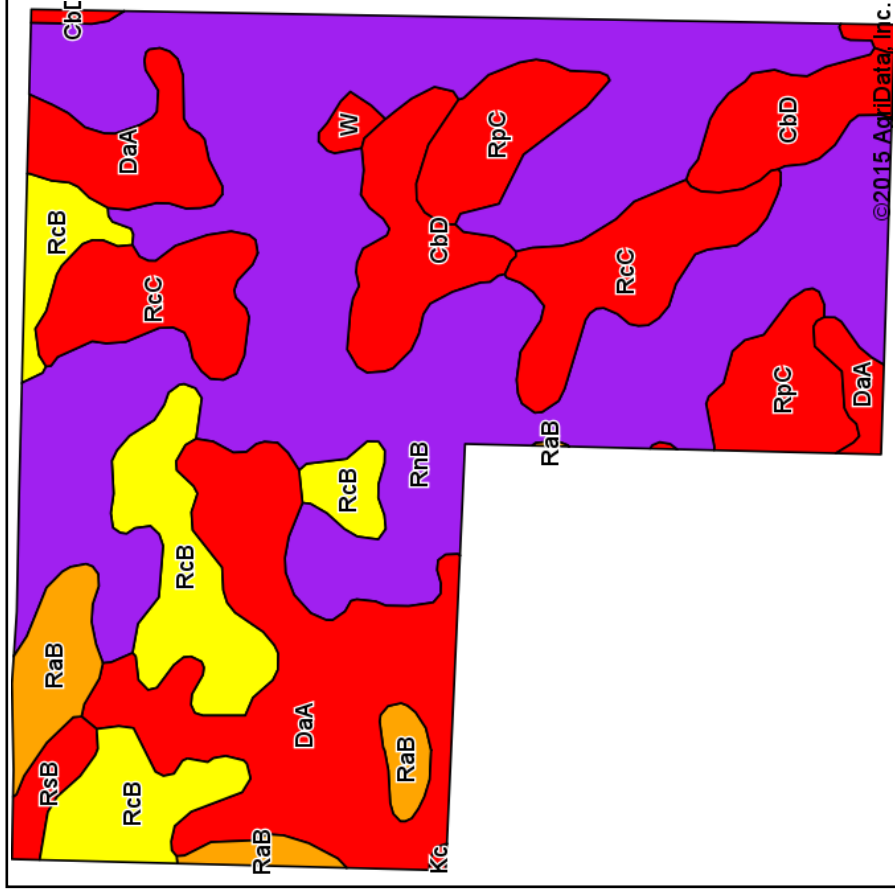 CbD
DaA
RcB
RcC
W
RpC
CbD
CbD
RcC
RpC
DaA
RaB
RnB
RcB
RcB
RaB
RsB
RcB
DaA
RaB
RaB
Kc
©2015 AgriData, Inc.